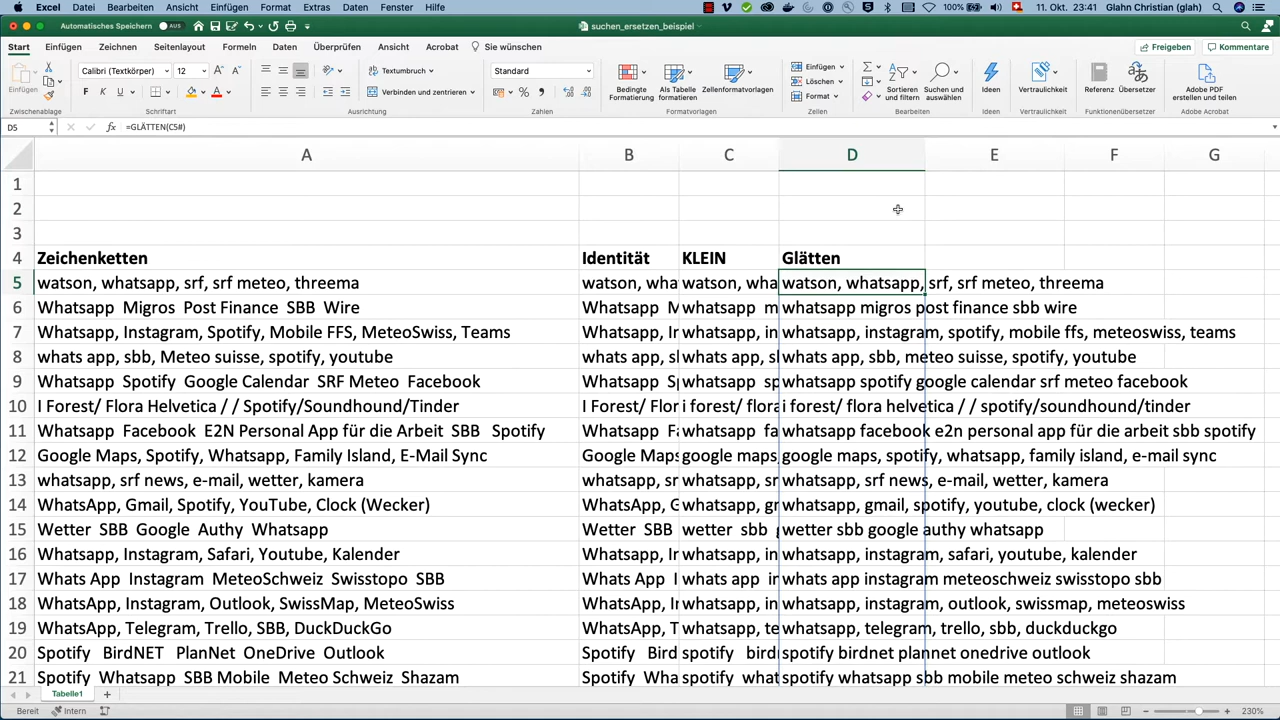 Excel Datei Bearbeiten Ansicht Einfügen Format Extras Daten Fenster Hilfe 100% 11. Okt. 23:41 Glahn Christian (glah)
Automatisches Speichern AUS suchen_ersetzen_beispiel
Start Einfügen Zeichnen Seitenlayout Formeln Daten Überprüfen Ansicht Acrobat Sie wünschen Freigeben Kommentare
Einfügen Calibri (Textkörper) 12 Textumbruch Standard Bedingte Formatierung Als Tabelle formatieren Zellenformatvorlagen Einfügen Löschen Format Sortieren und filtern Suchen und auswählen Ideen Vertraulichkeit Referenz Übersetzer Adobe PDF erstellen und teilen
F K U Verbinden und zentrieren
Zwischenablage Schriftart Ausrichtung Zahlen Formatvorlagen Zellen Bearbeiten Ideen Vertraulichkeit Funktionenübersetzer Adobe Acrobat
D5 fx =GLÄTTEN(C5#)
A B C D E F G
1
2
3
4 Zeichenketten Identität KLEIN Glätten
5 watson, whatsapp, srf, srf meteo, threema watson, wha watson, wha watson, whatsapp, srf, srf meteo, threema
6 Whatsapp Migros Post Finance SBB Wire Whatsapp M whatsapp m whatsapp migros post finance sbb wire
7 Whatsapp, Instagram, Spotify, Mobile FFS, MeteoSwiss, Teams Whatsapp, In whatsapp, in whatsapp, instagram, spotify, mobile ffs, meteoswiss, teams
8 whats app, sbb, Meteo suisse, spotify, youtube whats app, sl whats app, sl whats app, sbb, meteo suisse, spotify, youtube
9 Whatsapp Spotify Google Calendar SRF Meteo Facebook Whatsapp Sp whatsapp sp whatsapp spotify google calendar srf meteo facebook
10 I Forest/ Flora Helvetica / / Spotify/Soundhound/Tinder I Forest/ Flor i forest/ flora i forest/ flora helvetica / / spotify/soundhound/tinder
11 Whatsapp Facebook E2N Personal App für die Arbeit SBB Spotify Whatsapp Fa whatsapp fa whatsapp facebook e2n personal app für die arbeit sbb spotify
12 Google Maps, Spotify, Whatsapp, Family Island, E-Mail Sync Google Maps google maps, google maps, spotify, whatsapp, family island, e-mail sync
13 whatsapp, srf news, e-mail, wetter, kamera whatsapp, sr whatsapp, sr whatsapp, srf news, e-mail, wetter, kamera
14 WhatsApp, Gmail, Spotify, YouTube, Clock (Wecker) WhatsApp, G whatsapp, gr whatsapp, gmail, spotify, youtube, clock (wecker)
15 Wetter SBB Google Authy Whatsapp Wetter SBB wetter sbb g wetter sbb google authy whatsapp
16 Whatsapp, Instagram, Safari, Youtube, Kalender Whatsapp, In whatsapp, in whatsapp, instagram, safari, youtube, kalender
17 Whats App Instagram MeteoSchweiz Swisstopo SBB Whats App I whats app in whats app instagram meteoschweiz swisstopo sbb
18 WhatsApp, Instagram, Outlook, SwissMap, MeteoSwiss WhatsApp, In whatsapp, in whatsapp, instagram, outlook, swissmap, meteoswiss
19 WhatsApp, Telegram, Trello, SBB, DuckDuckGo WhatsApp, T whatsapp, te whatsapp, telegram, trello, sbb, duckduckgo
20 Spotify BirdNET PlanNet OneDrive Outlook Spotify Bird spotify bird spotify birdnet plannet onedrive outlook
21 Spotify Whatsapp SBB Mobile Meteo Schweiz Shazam Spotify Wha spotify what spotify whatsapp sbb mobile meteo schweiz shazam
Tabelle1
Bereit Intern 230%